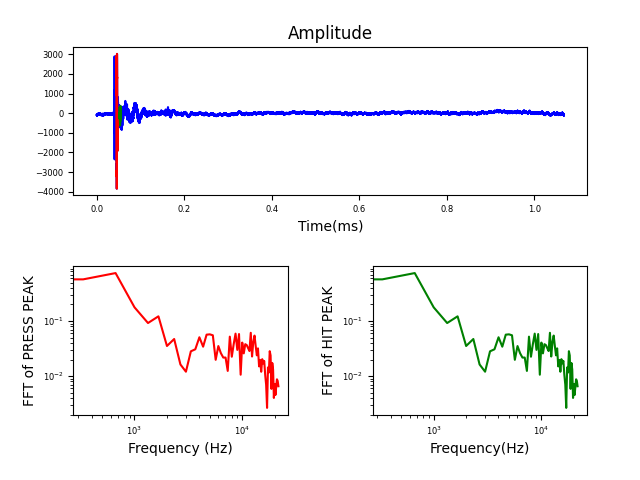 Amplitude
3000
2000
1000
0
−1000
−2000
−3000
−4000
0.0 0.2 0.4 0.6 0.8 1.0
Time(ms)
FFT of PRESS PEAK
10⁻¹
10⁻²
10³ 10⁴
Frequency (Hz)
FFT of HIT PEAK
10⁻¹
10⁻²
10³ 10⁴
Frequency(Hz)